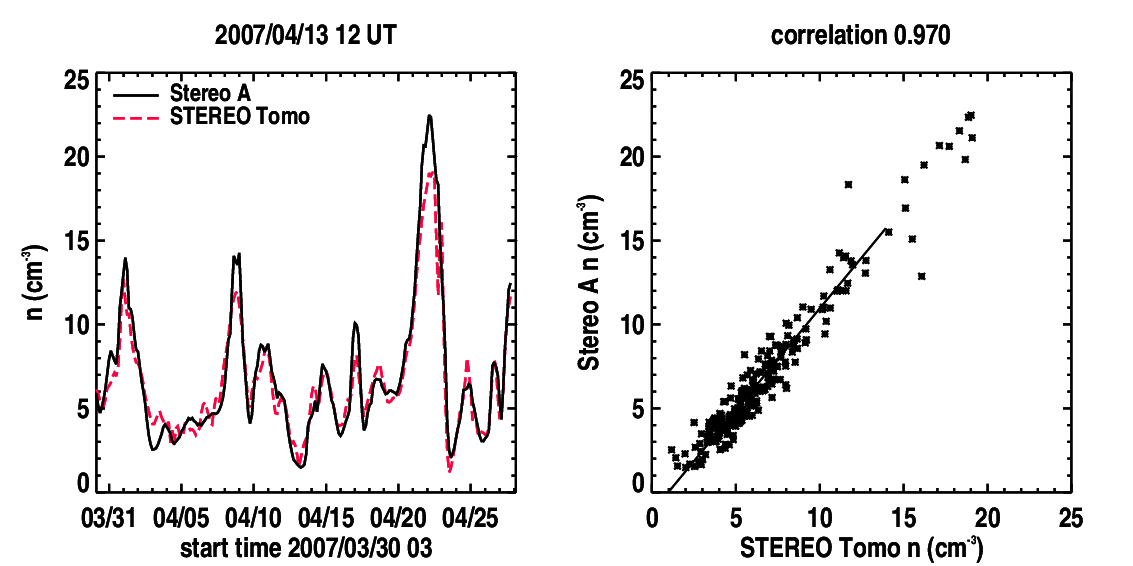 2007/04/13 12 UT
25
20
15
10
5
0
n (cm⁻³)
Stereo A
STEREO Tomo
03/31 04/05 04/10 04/15 04/20 04/25
start time 2007/03/30 03
correlation 0.970
25
20
15
10
5
0
Stereo A n (cm⁻³)
0 5 10 15 20 25
STEREO Tomo n (cm⁻³)